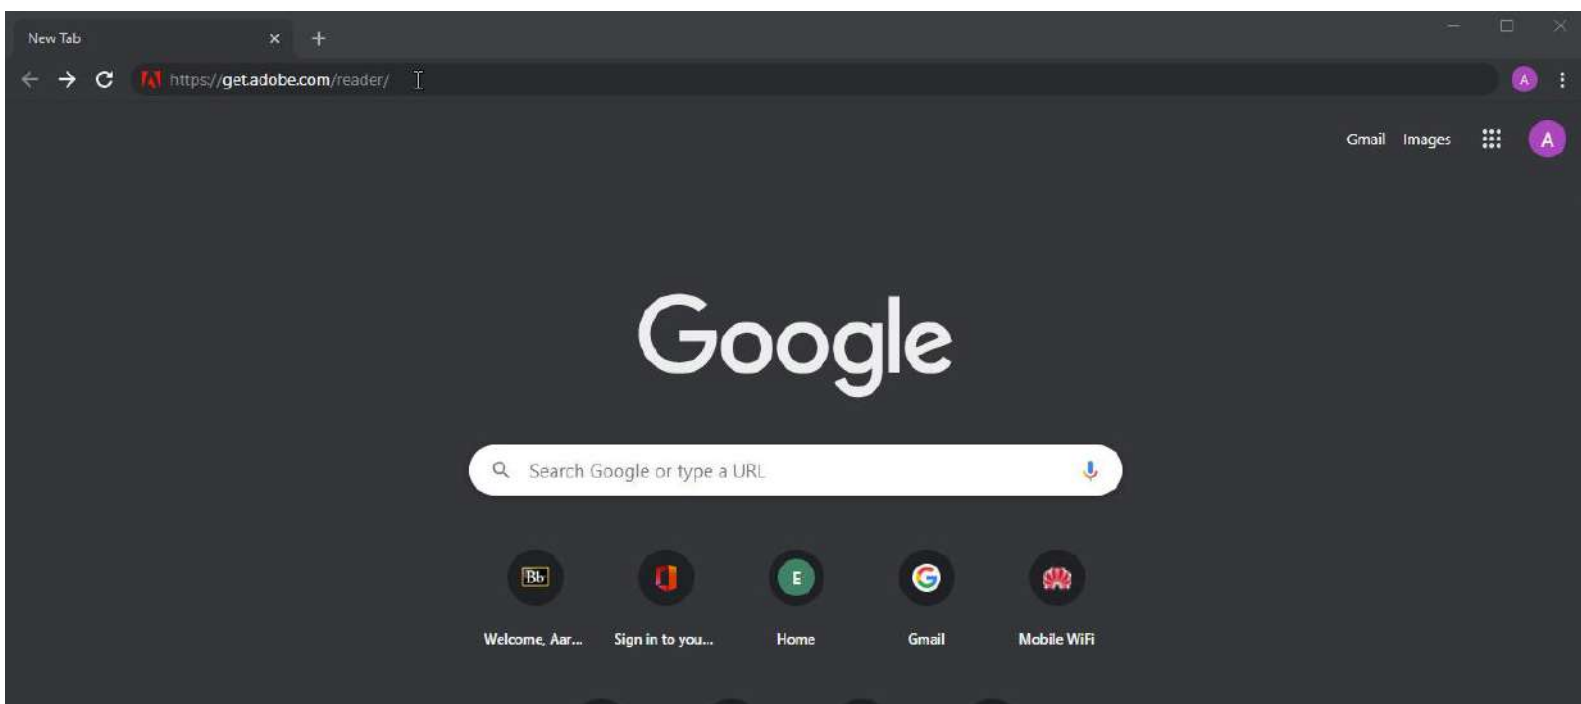 New Tab
https://get.adobe.com/reader/
A
Gmail Images
A
Google
Search Google or type a URL
Bb
E
G
Welcome, Aar...
Sign in to you...
Home
Gmail
Mobile WiFi